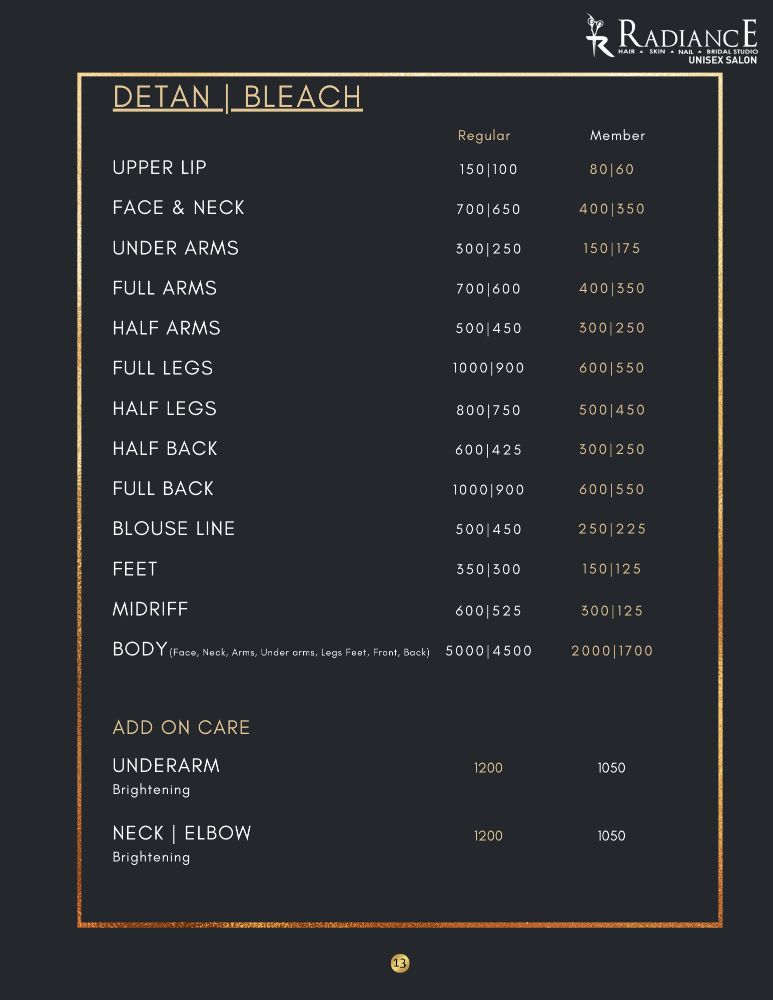 RADIANCE
HAIR ▲ SKIN ▲ NAIL ▲ BRIDAL STUDIO
UNISEX SALON
DETAN | BLEACH
Regular Member
UPPER LIP 150|100 80|60
FACE & NECK 700|650 400|350
UNDER ARMS 300|250 150|175
FULL ARMS 700|600 400|350
HALF ARMS 500|450 300|250
FULL LEGS 1000|900 600|550
HALF LEGS 800|750 500|450
HALF BACK 600|425 300|250
FULL BACK 1000|900 600|550
BLOUSE LINE 500|450 250|225
FEET 350|300 150|125
MIDRIFF 600|525 300|125
BODY (Face, Neck, Arms, Under arms, Legs Feet, Front, Back) 5000|4500 2000|1700
ADD ON CARE
UNDERARM 1200 1050
Brightening
NECK | ELBOW 1200 1050
Brightening
13